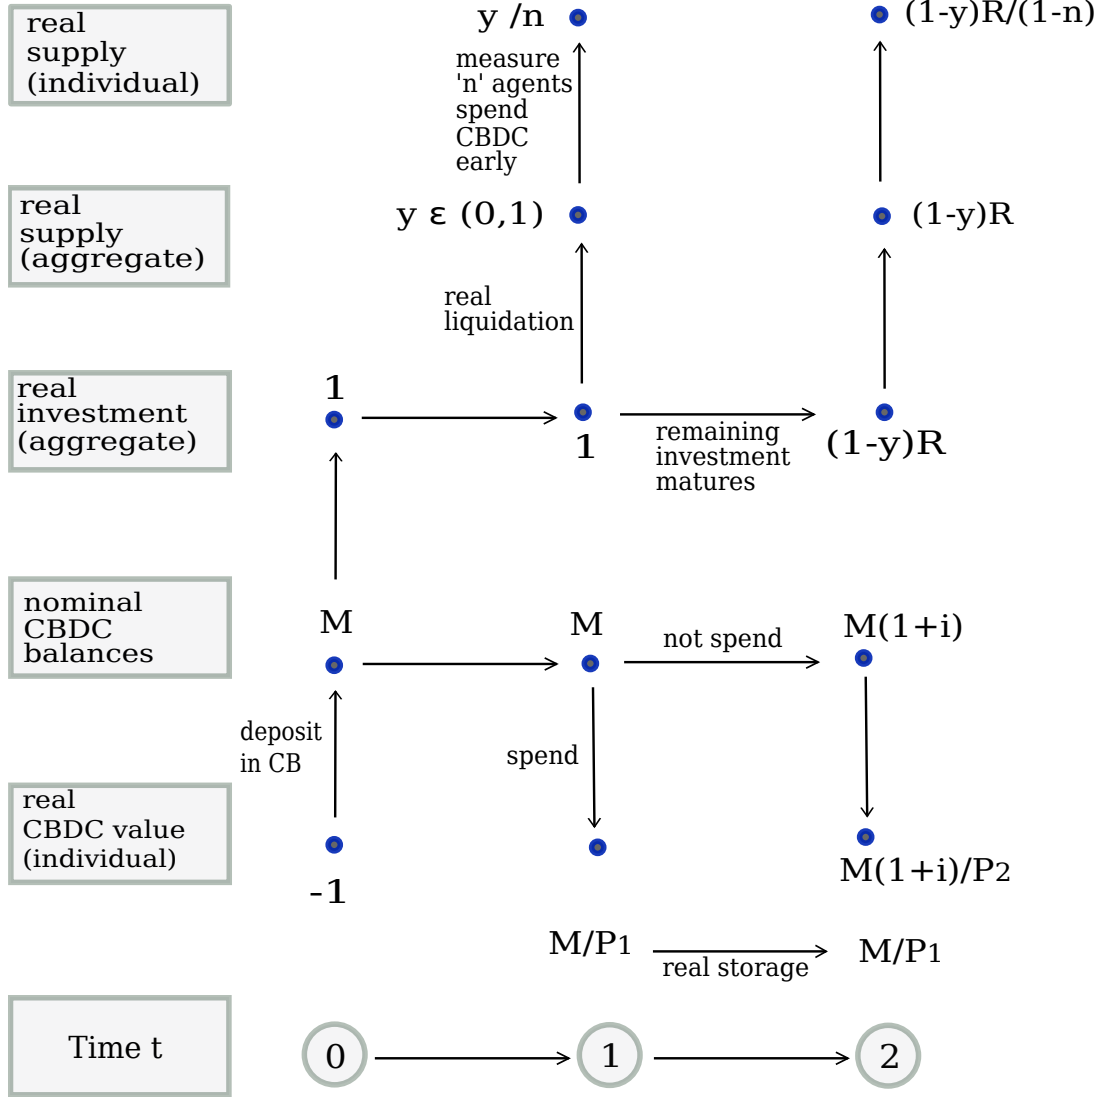 real
supply
(individual)
y /n
(1-y)R/(1-n)
measure
'n' agents
spend
CBDC
early
real
supply
(aggregate)
y ε (0,1)
(1-y)R
real
liquidation
real
investment
(aggregate)
1
1
remaining
investment
matures
(1-y)R
nominal
CBDC
balances
M
M
not spend
M(1+i)
deposit
in CB
spend
real
CBDC value
(individual)
-1
M(1+i)/P2
M/P1
real storage
M/P1
Time t
0
1
2